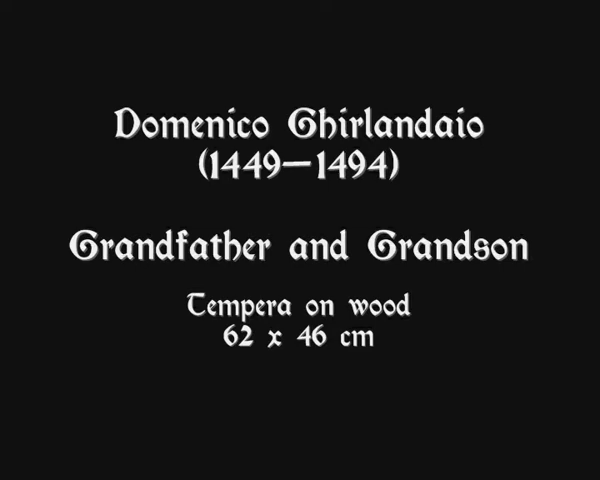 Domenico Ghirlandaio
(1449—1494)
Grandfather and Grandson
Tempera on wood
62 x 46 cm